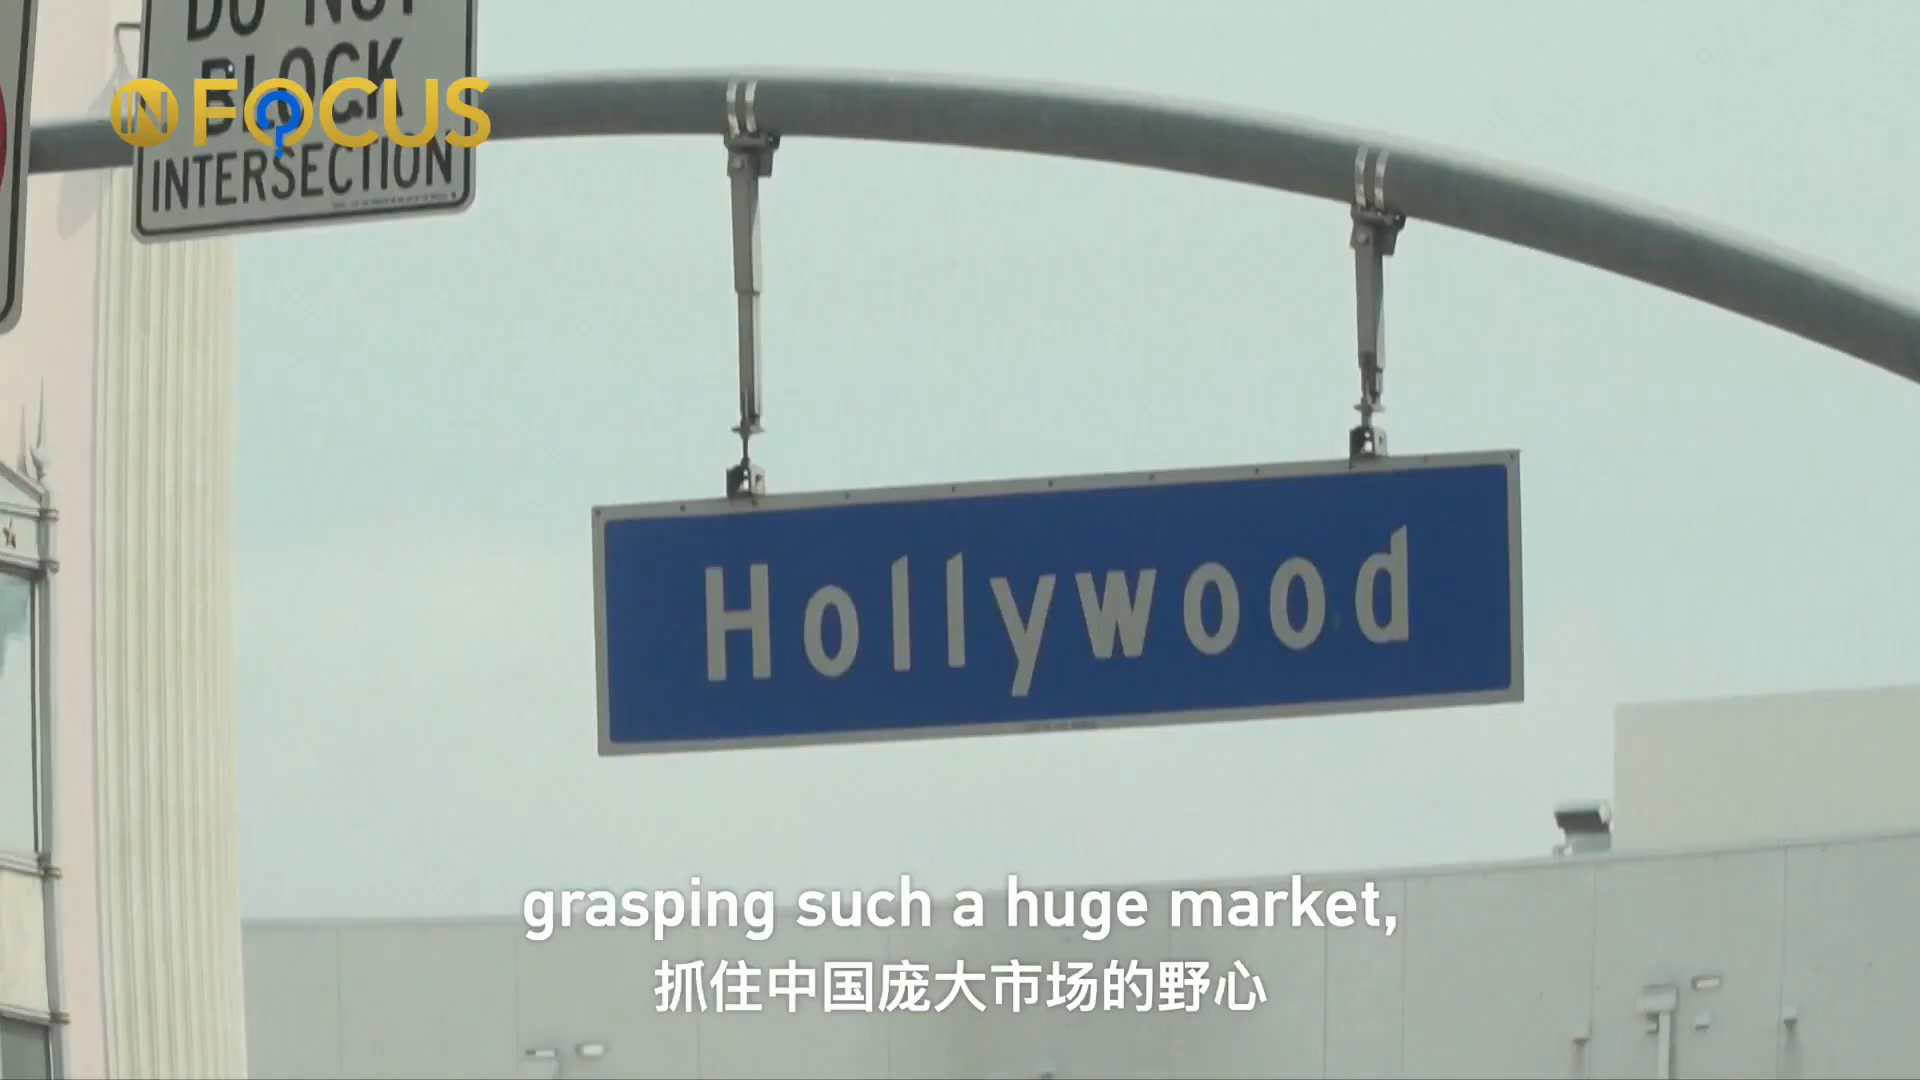 DO NOT
BLOCK
INTERSECTION
IN FOCUS
Hollywood
grasping such a huge market,
抓住中国庞大市场的野心